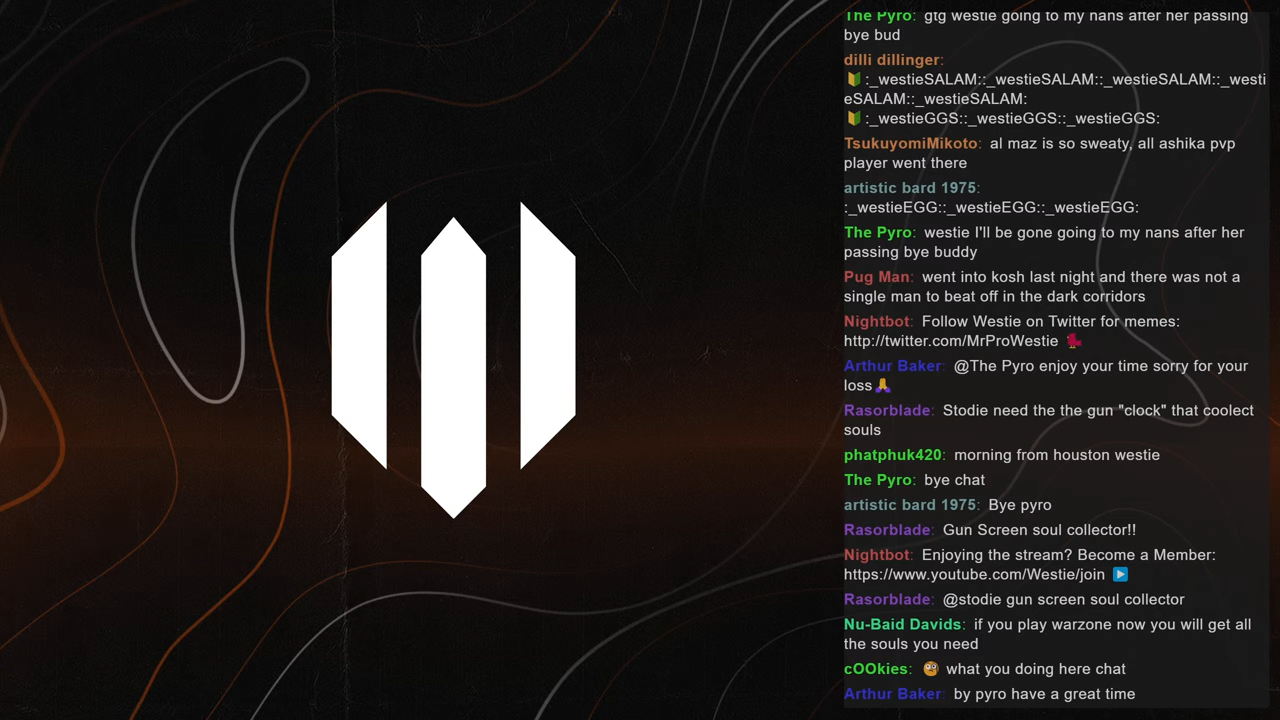 The Pyro: gtg westie going to my nans after her passing
bye bud
dilli dillinger:
🔰:_westieSALAM::_westieSALAM::_westieSALAM::_westi
eSALAM::_westieSALAM:
🔰:_westieGGS::_westieGGS::_westieGGS:
TsukuyomiMikoto: al maz is so sweaty, all ashika pvp
player went there
artistic bard 1975:
:_westieEGG::_westieEGG::_westieEGG:
The Pyro: westie I'll be gone going to my nans after her
passing bye buddy
Pug Man: went into kosh last night and there was not a
single man to beat off in the dark corridors
Nightbot: Follow Westie on Twitter for memes:
http://twitter.com/MrProWestie 🦤
Arthur Baker: @The Pyro enjoy your time sorry for your
loss🙏
Rasorblade: Stodie need the the gun "clock" that coolect
souls
phatphuk420: morning from houston westie
The Pyro: bye chat
artistic bard 1975: Bye pyro
Rasorblade: Gun Screen soul collector!!
Nightbot: Enjoying the stream? Become a Member:
https://www.youtube.com/Westie/join ▶️
Rasorblade: @stodie gun screen soul collector
Nu-Baid Davids: if you play warzone now you will get all
the souls you need
cOOkies: what you doing here chat
Arthur Baker: by pyro have a great time